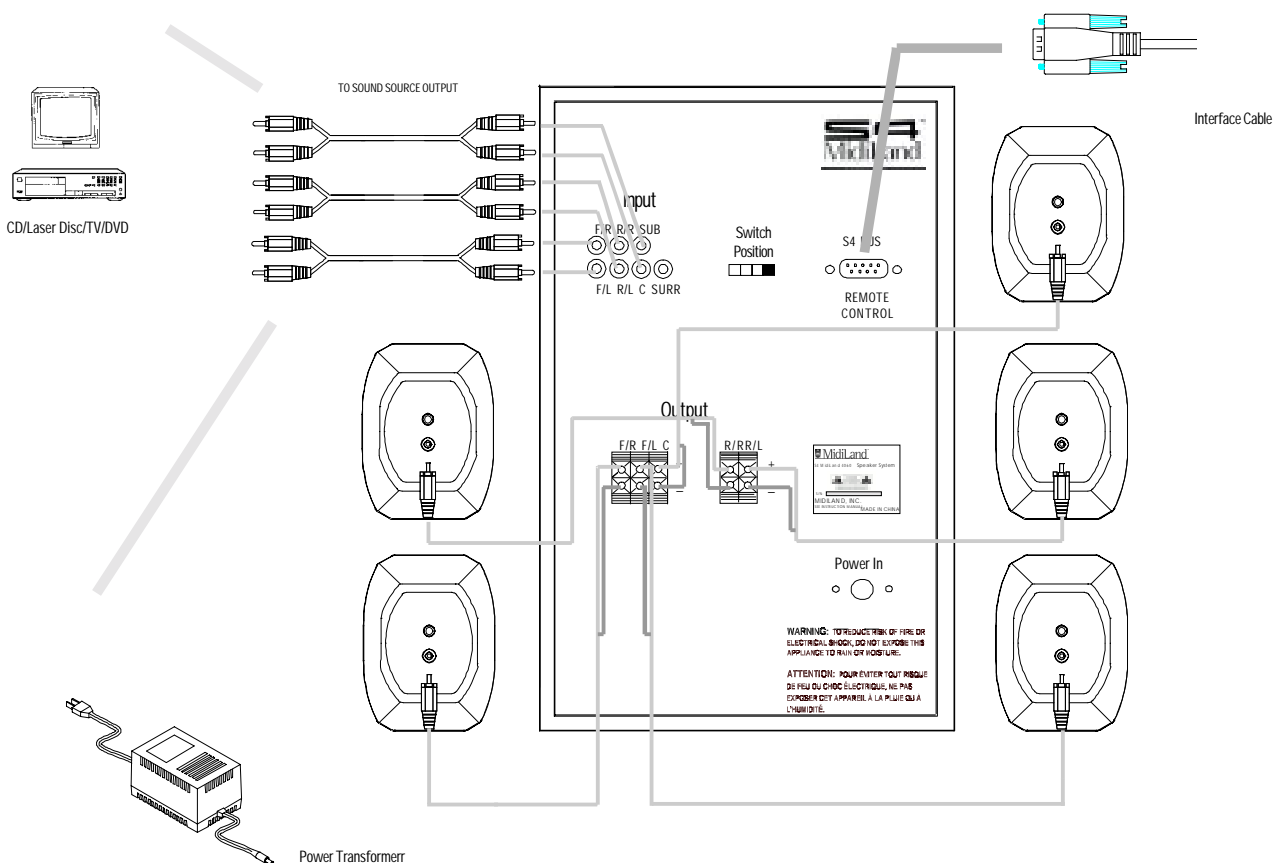 TO SOUND SOURCE OUTPUT
Interface Cable
CD/Laser Disc/TV/DVD
S4
MidiLand
Input
F/R R/R SUB
F/L R/L C SURR
Switch
Position
S4 BUS
REMOTE
CONTROL
Output
F/R F/L C
R/RR/L
+
–
–
MidiLand
Speaker System
MIDILAND, INC.
MADE IN CHINA
Power In
WARNING: TO REDUCE RISK OF FIRE OR
ELECTRICAL SHOCK, DO NOT EXPOSE THIS
APPLIANCE TO RAIN OR MOISTURE.
ATTENTION: POUR ÉVITER TOUT RISQUE
DE FEU OU CHOC ÉLECTRIQUE, NE PAS
EXPOSER CET APPAREIL À LA PLUIE OU A
L'HUMIDITÉ.
Power Transformerr